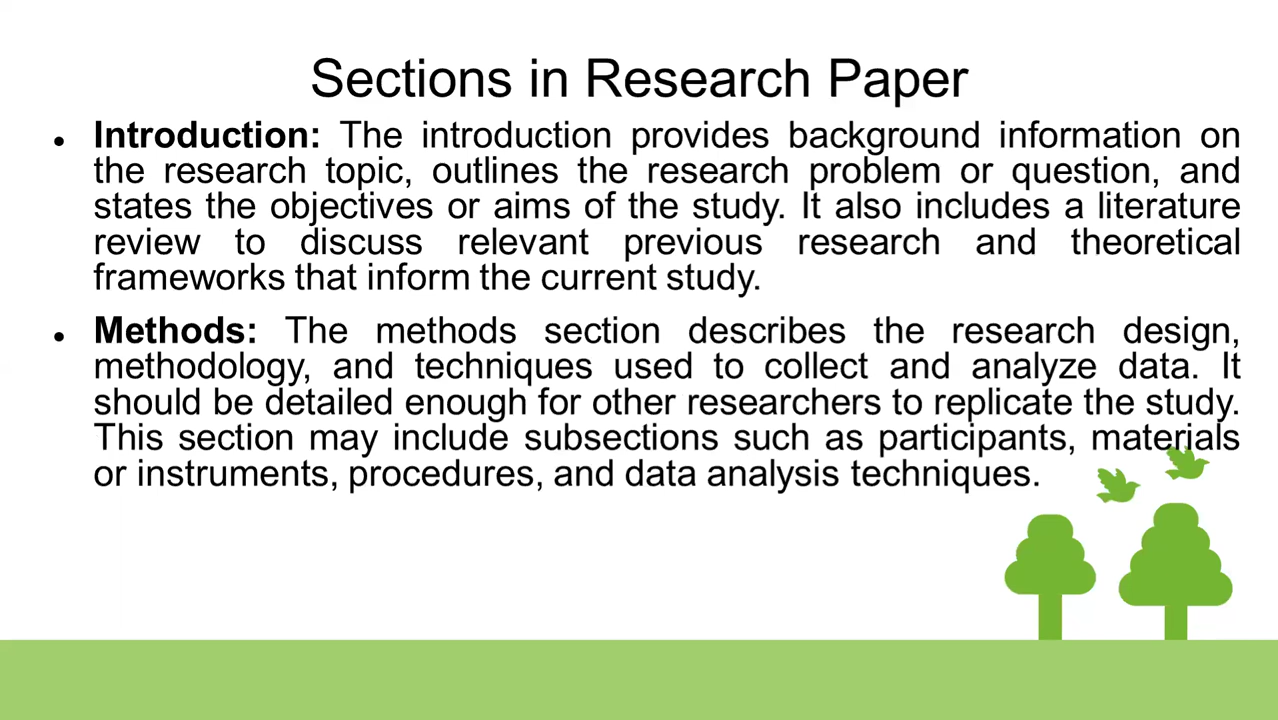 Sections in Research Paper
● Introduction: The introduction provides background information on
the research topic, outlines the research problem or question, and
states the objectives or aims of the study. It also includes a literature
review to discuss relevant previous research and theoretical
frameworks that inform the current study.
● Methods: The methods section describes the research design,
methodology, and techniques used to collect and analyze data. It
should be detailed enough for other researchers to replicate the study.
This section may include subsections such as participants, materials
or instruments, procedures, and data analysis techniques.